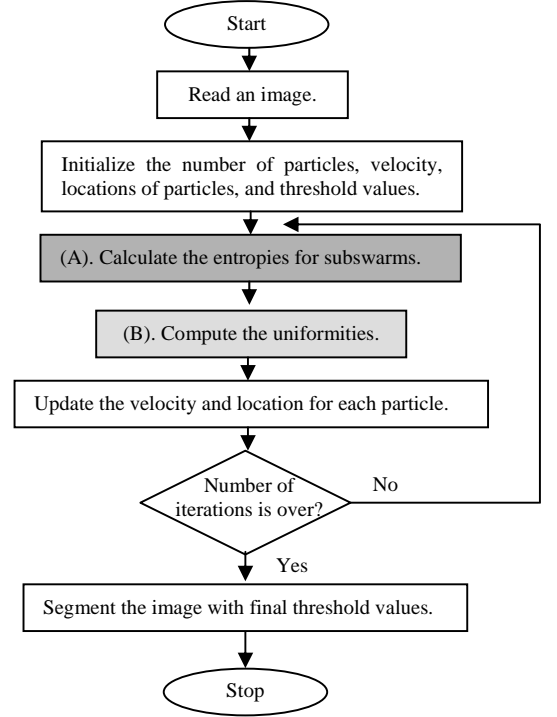 Start
Read an image.
Initialize the number of particles, velocity,
locations of particles, and threshold values.
(A). Calculate the entropies for subswarms.
(B). Compute the uniformities.
Update the velocity and location for each particle.
Number of
iterations is over?
No
Yes
Segment the image with final threshold values.
Stop